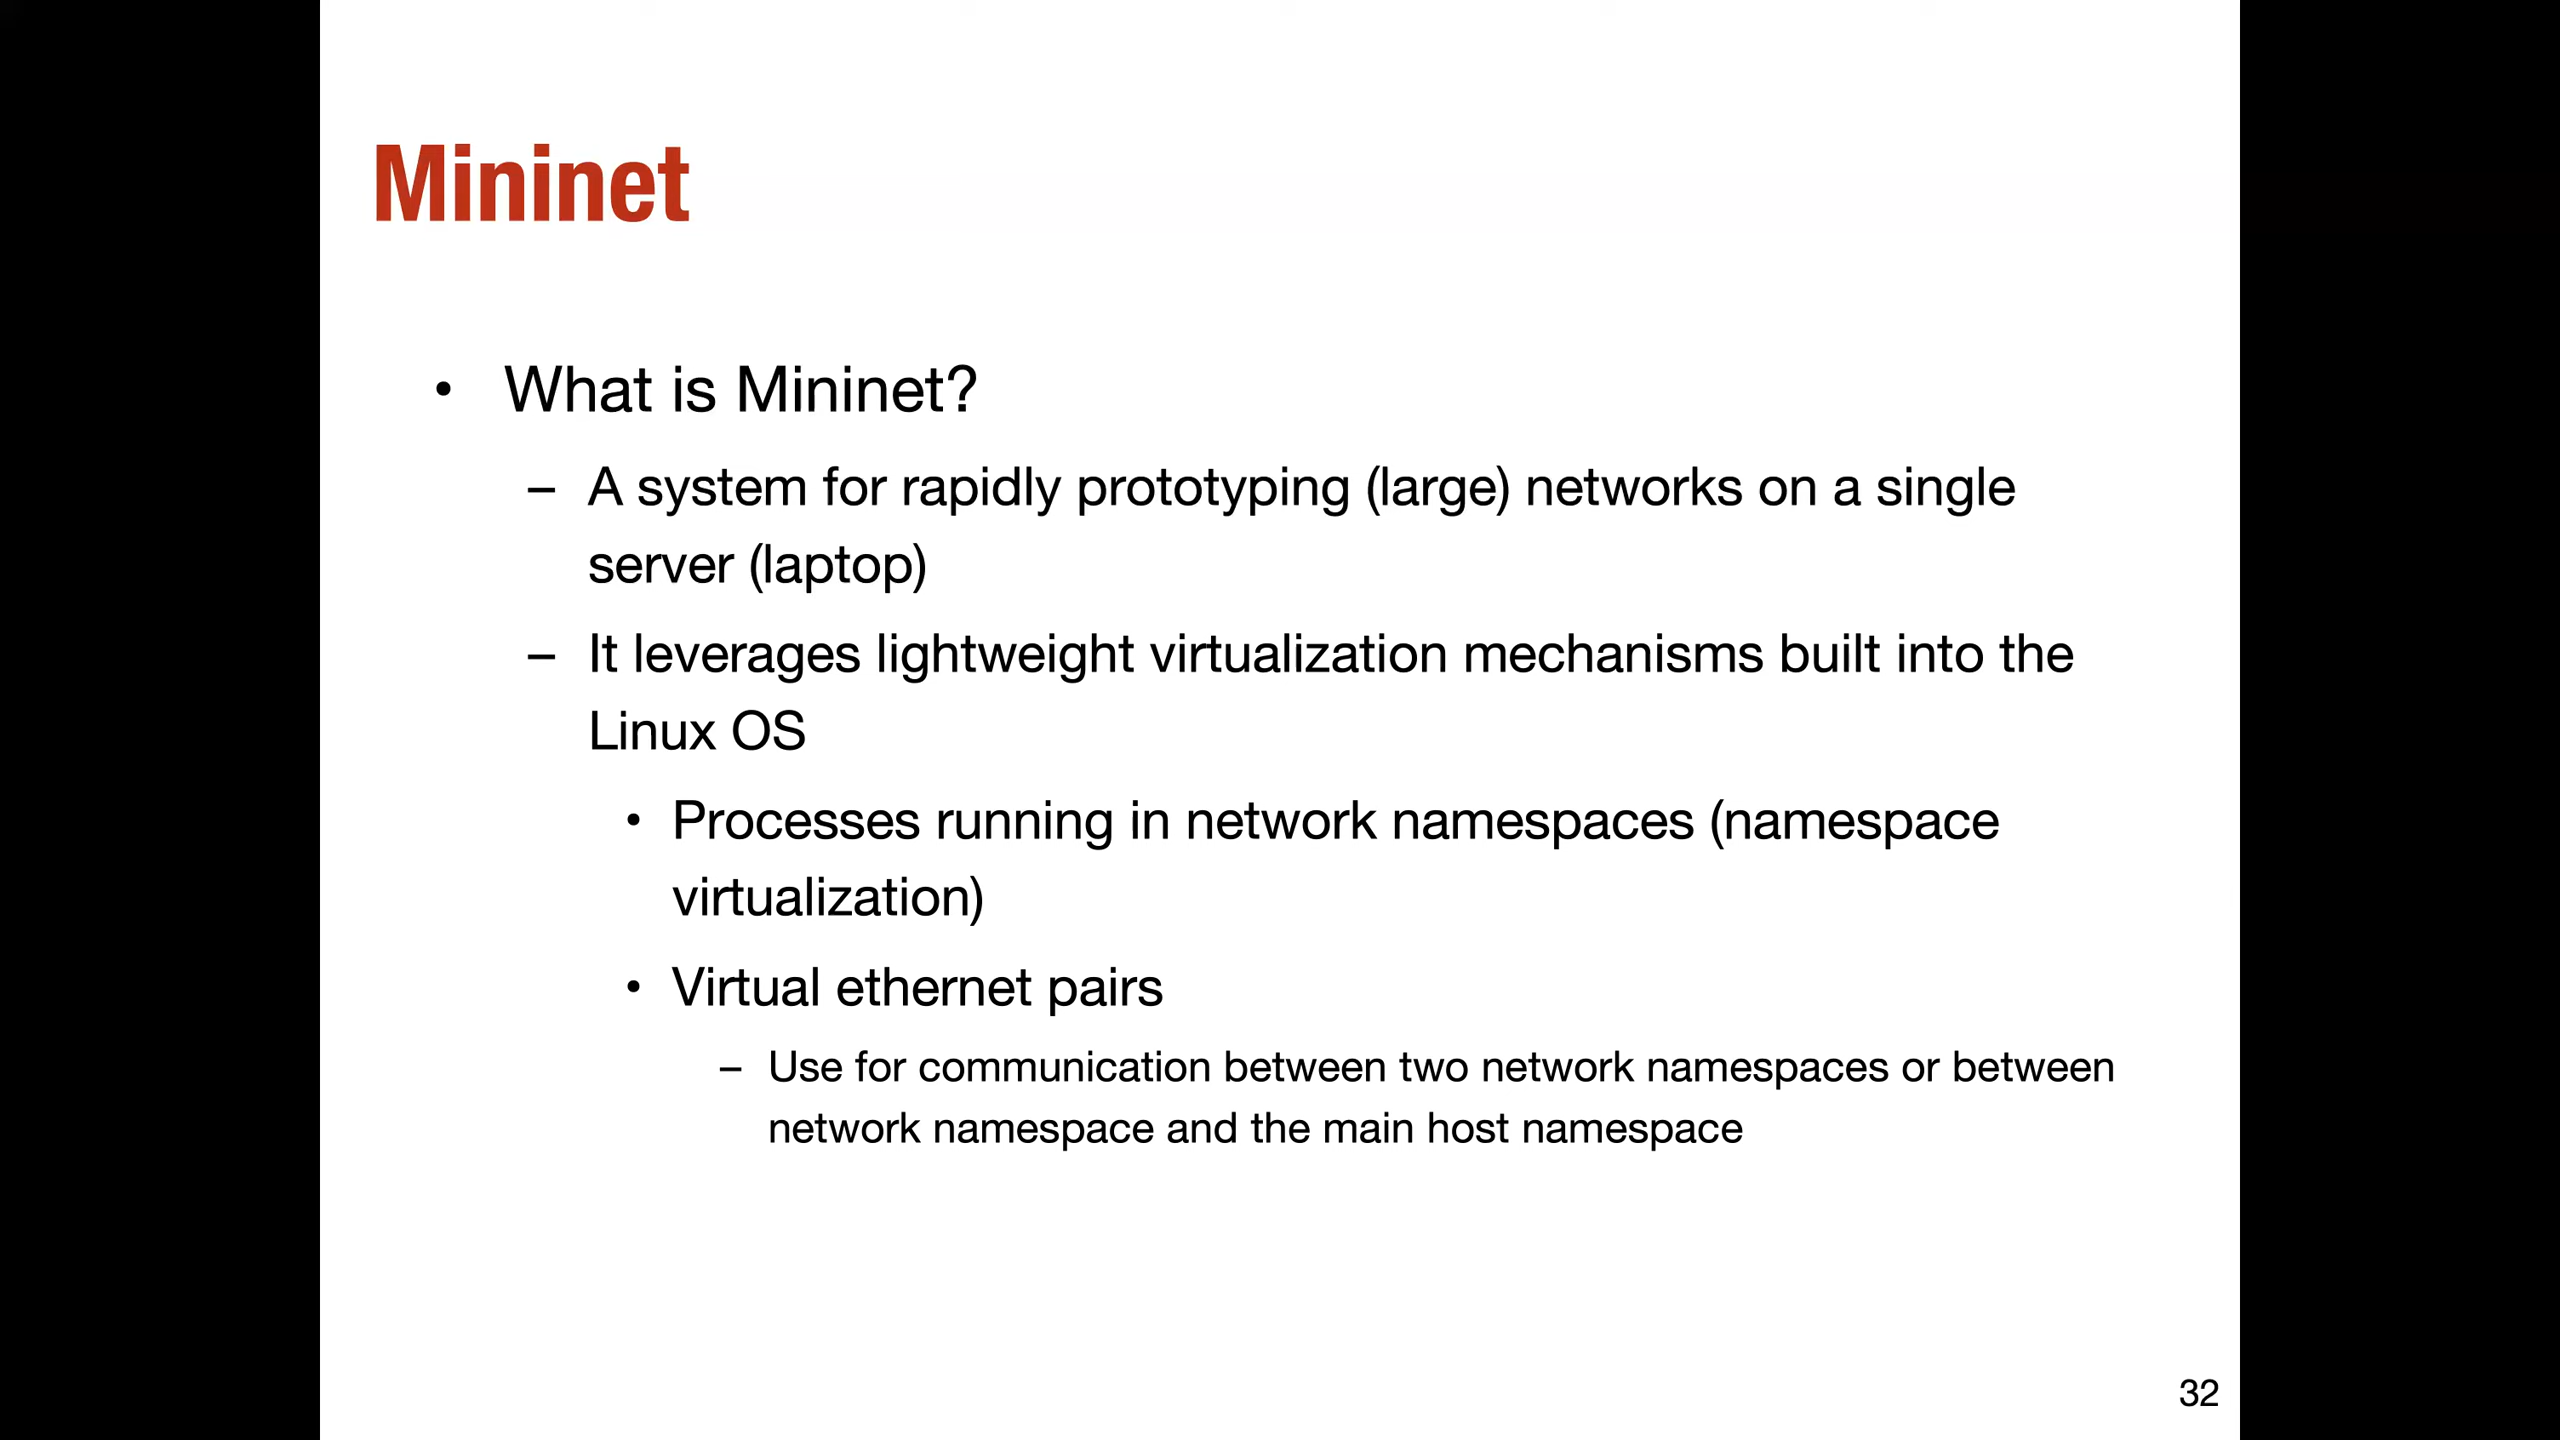 Mininet
• What is Mininet?
– A system for rapidly prototyping (large) networks on a single
server (laptop)
– It leverages lightweight virtualization mechanisms built into the
Linux OS
• Processes running in network namespaces (namespace
virtualization)
• Virtual ethernet pairs
– Use for communication between two network namespaces or between
network namespace and the main host namespace
32